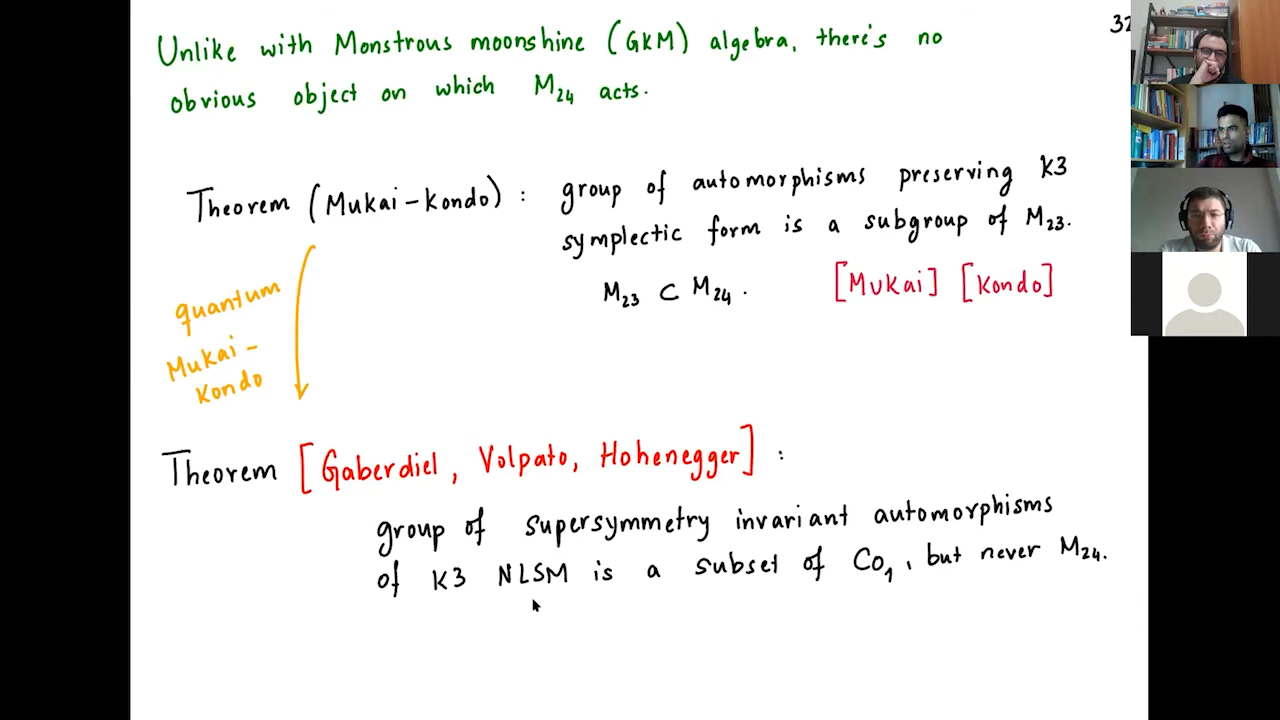 Unlike with Monstrous moonshine (GKM) algebra, there's no
obvious object on which M₂₄ acts.
Theorem (Mukai-Kondo) : group of automorphisms preserving K3
symplectic form is a subgroup of M₂₃.
M₂₃ ⊂ M₂₄. [Mukai] [Kondo]
quantum
Mukai-
Kondo
Theorem [Gaberdiel, Volpato, Hohenegger] :
group of supersymmetry invariant automorphisms
of K3 NLSM is a subset of Co₁, but never M₂₄.